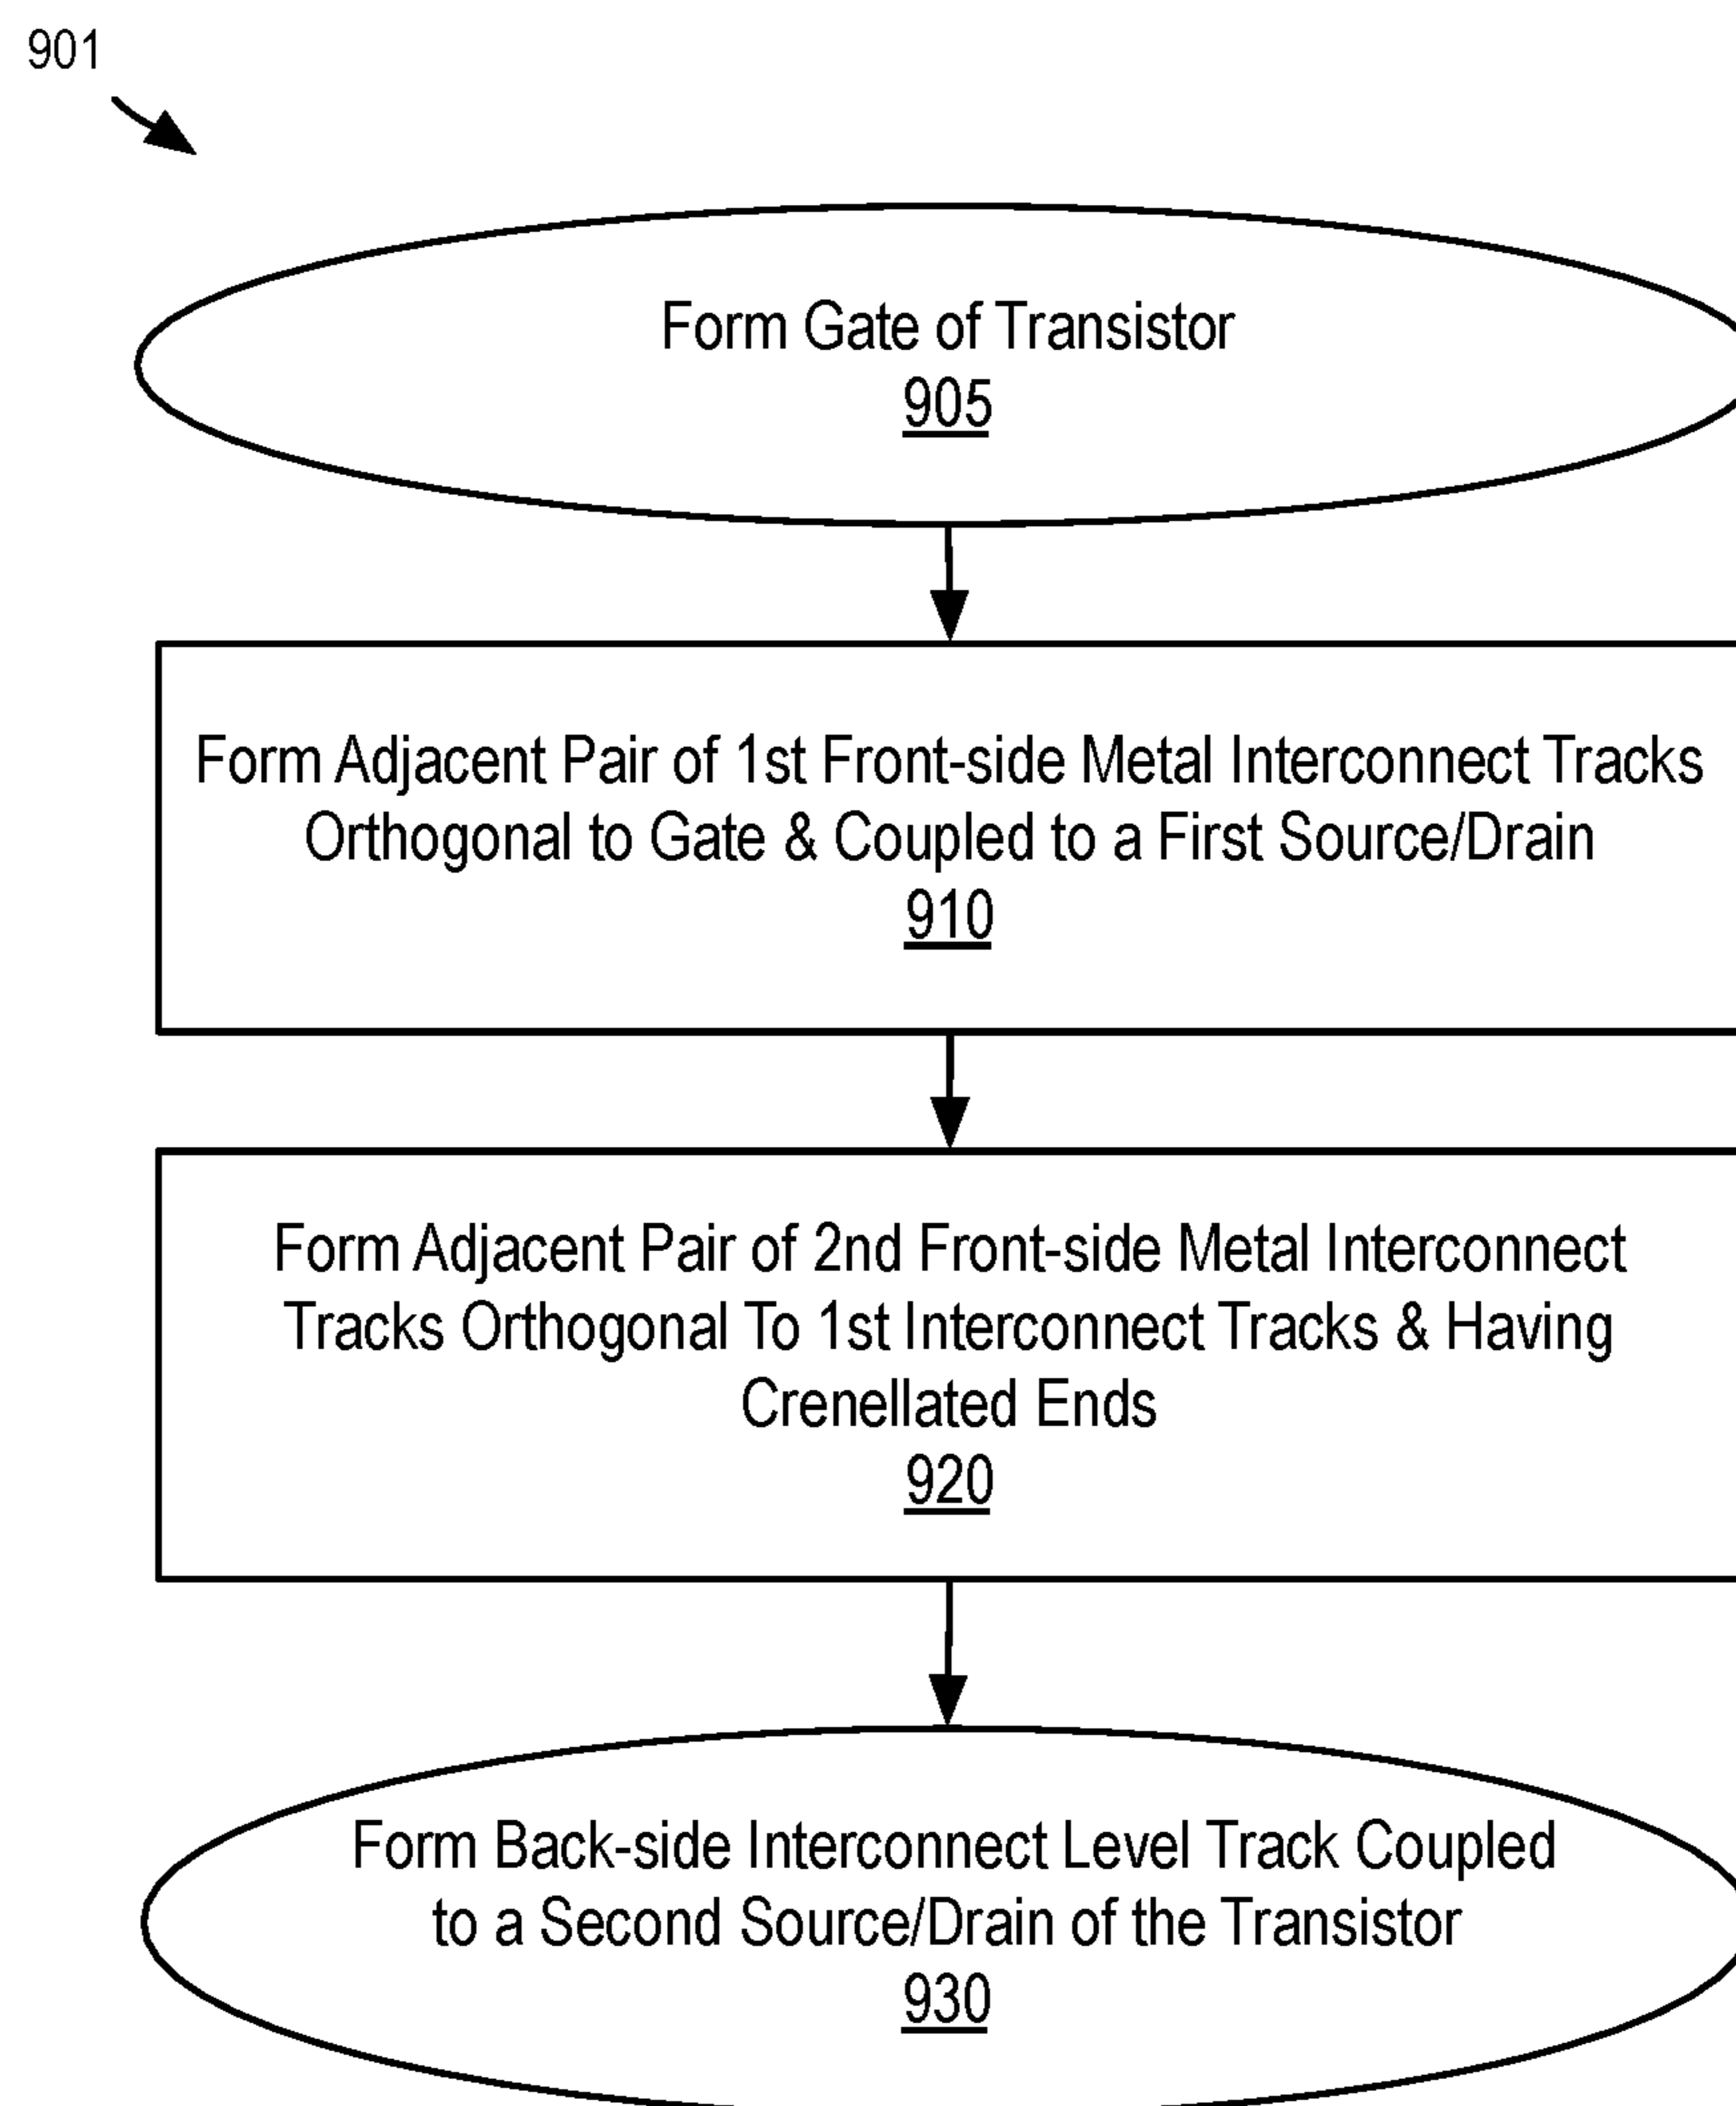 901
Form Gate of Transistor
905
Form Adjacent Pair of 1st Front-side Metal Interconnect Tracks
Orthogonal to Gate & Coupled to a First Source/Drain
910
Form Adjacent Pair of 2nd Front-side Metal Interconnect
Tracks Orthogonal To 1st Interconnect Tracks & Having
Crenellated Ends
920
Form Back-side Interconnect Level Track Coupled
to a Second Source/Drain of the Transistor
930